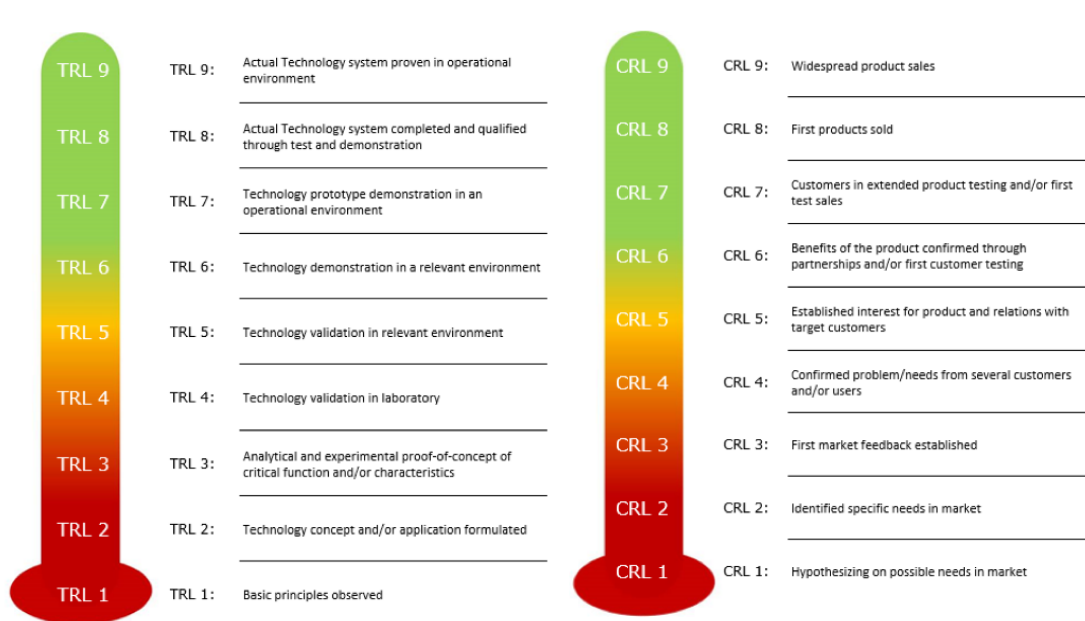 TRL 9
TRL 8
TRL 7
TRL 6
TRL 5
TRL 4
TRL 3
TRL 2
TRL 1
TRL 9:
Actual Technology system proven in operational
environment
TRL 8:
Actual Technology system completed and qualified
through test and demonstration
TRL 7:
Technology prototype demonstration in an
operational environment
TRL 6:
Technology demonstration in a relevant environment
TRL 5:
Technology validation in relevant environment
TRL 4:
Technology validation in laboratory
TRL 3:
Analytical and experimental proof-of-concept of
critical function and/or characteristics
TRL 2:
Technology concept and/or application formulated
TRL 1:
Basic principles observed
CRL 9
CRL 8
CRL 7
CRL 6
CRL 5
CRL 4
CRL 3
CRL 2
CRL 1
CRL 9:
Widespread product sales
CRL 8:
First products sold
CRL 7:
Customers in extended product testing and/or first
test sales
CRL 6:
Benefits of the product confirmed through
partnerships and/or first customer testing
CRL 5:
Established interest for product and relations with
target customers
CRL 4:
Confirmed problem/needs from several customers
and/or users
CRL 3:
First market feedback established
CRL 2:
Identified specific needs in market
CRL 1:
Hypothesizing on possible needs in market